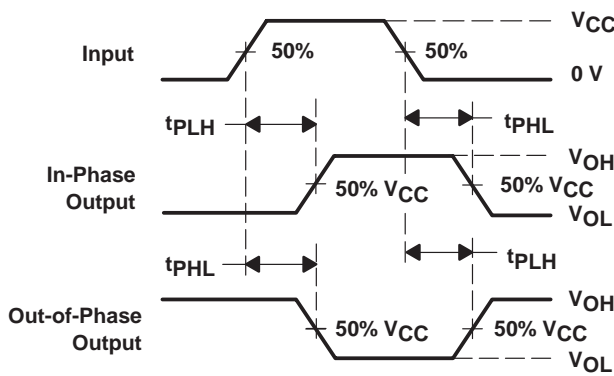 VCC
Input
50%
50%
0 V
tPLH
tPHL
In-Phase
Output
VOH
50% VCC
50% VCC
VOL
tPHL
tPLH
Out-of-Phase
Output
VOH
50% VCC
50% VCC
VOL